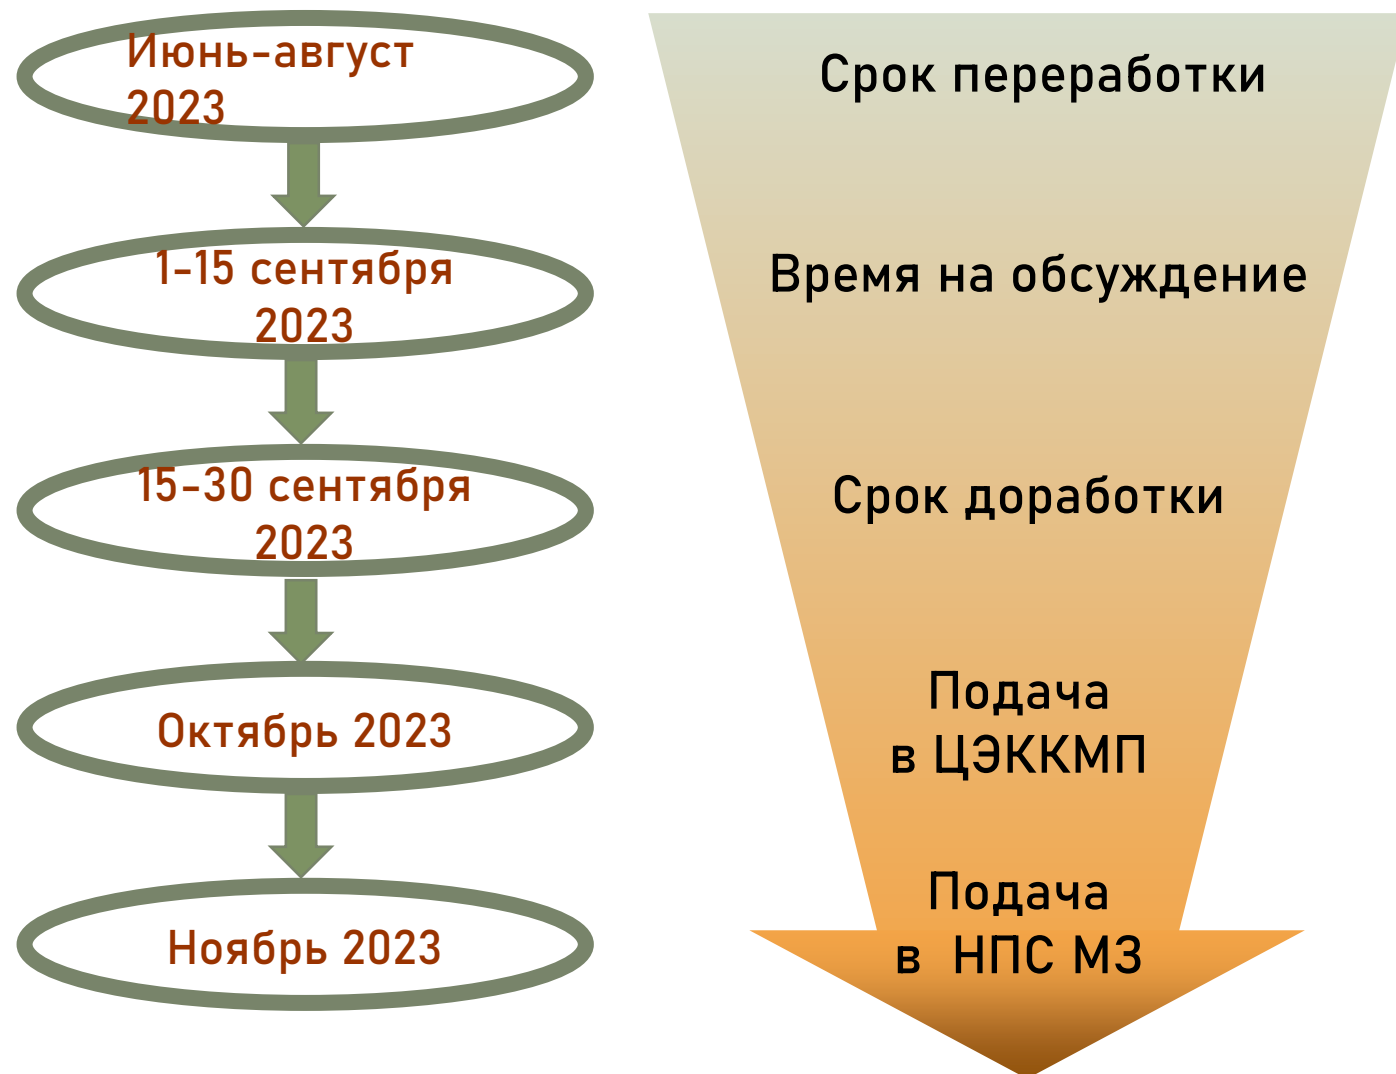 Июнь-август
2023
Срок переработки
1-15 сентября
2023
Время на обсуждение
15-30 сентября
2023
Срок доработки
Октябрь 2023
Подача
в ЦЭККМП
Ноябрь 2023
Подача
в НПС МЗ